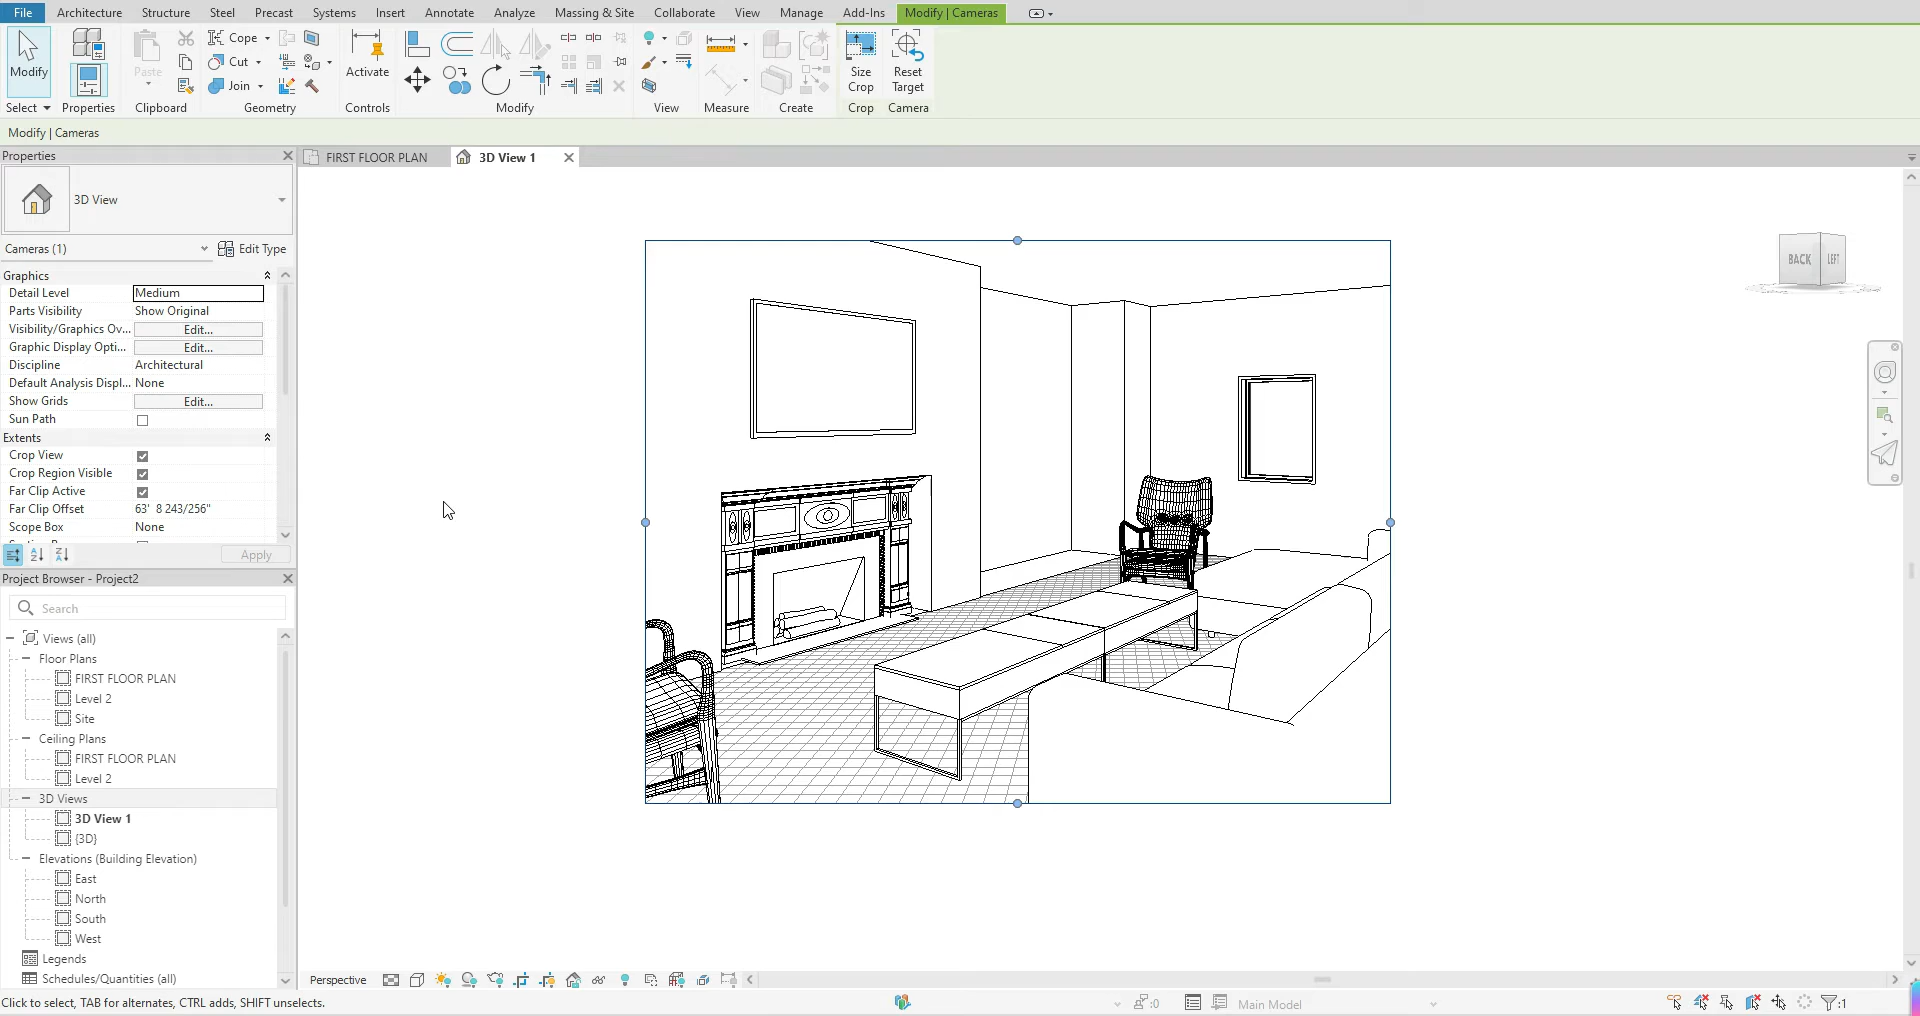 File Architecture Structure Steel Precast Systems Insert Annotate Analyze Massing & Site Collaborate View Manage Add-Ins Modify | Cameras
Modify
Paste
Cope
Cut
Join
Activate
Size Crop
Reset Target
Select Properties Clipboard Geometry Controls Modify View Measure Create Crop Camera
Modify | Cameras
Properties
FIRST FLOOR PLAN
3D View 1
3D View
Cameras (1)
Edit Type
Graphics
Detail Level Medium
Parts Visibility Show Original
Visibility/Graphics Ov... Edit...
Graphic Display Opti... Edit...
Discipline Architectural
Default Analysis Displ... None
Show Grids Edit...
Sun Path
Extents
Crop View
Crop Region Visible
Far Clip Active
Far Clip Offset 63' 8 243/256"
Scope Box None
Apply
BACK LEFT
Project Browser - Project2
Search
Views (all)
Floor Plans
FIRST FLOOR PLAN
Level 2
Site
Ceiling Plans
FIRST FLOOR PLAN
Level 2
3D Views
3D View 1
{3D}
Elevations (Building Elevation)
East
North
South
West
Legends
Schedules/Quantities (all)
Perspective
Click to select, TAB for alternates, CTRL adds, SHIFT unselects.
:0
Main Model
:1